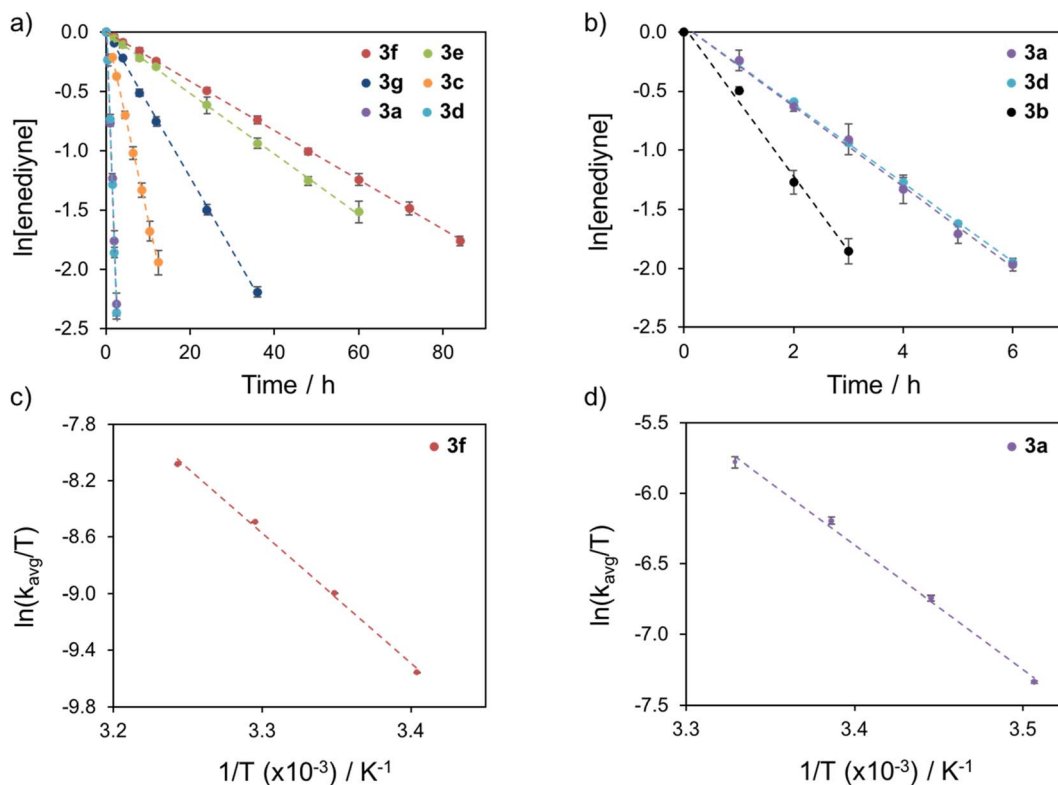 a)
0.0
-0.5
-1.0
-1.5
-2.0
-2.5
ln[enediyne]
3f 3e
3g 3c
3a 3d
0 20 40 60 80
Time / h
b)
0.0
-0.5
-1.0
-1.5
-2.0
-2.5
ln[enediyne]
3a
3d
3b
0 2 4 6
Time / h
c)
-7.8
-8.2
-8.6
-9.0
-9.4
-9.8
ln(kavg/T)
3f
3.2 3.3 3.4
1/T (x10-3) / K-1
d)
-5.5
-6.0
-6.5
-7.0
-7.5
ln(kavg/T)
3a
3.3 3.4 3.5
1/T (x10-3) / K-1